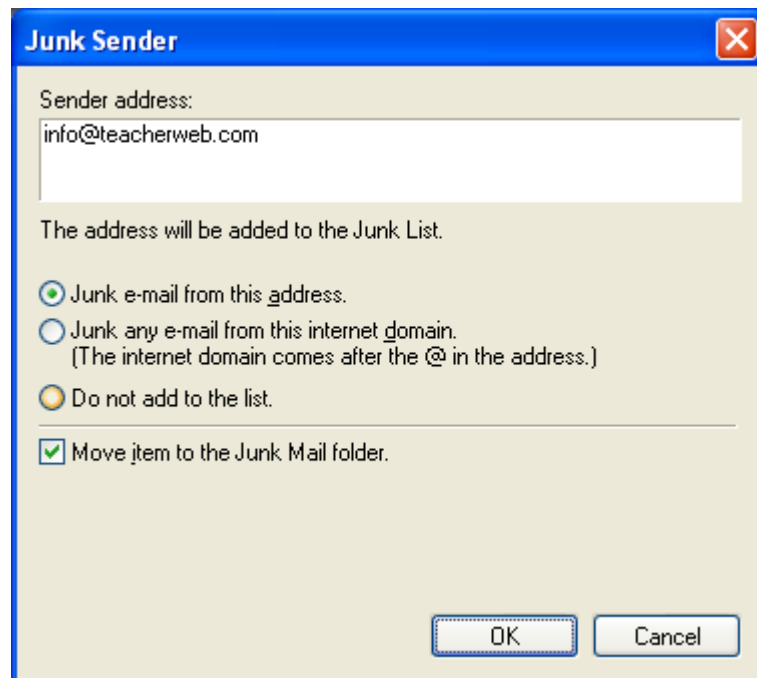 Junk Sender
Sender address:
info@teacherweb.com
The address will be added to the Junk List.
Junk e-mail from this address.
Junk any e-mail from this internet domain.
(The internet domain comes after the @ in the address.)
Do not add to the list.
Move item to the Junk Mail folder.
OK Cancel